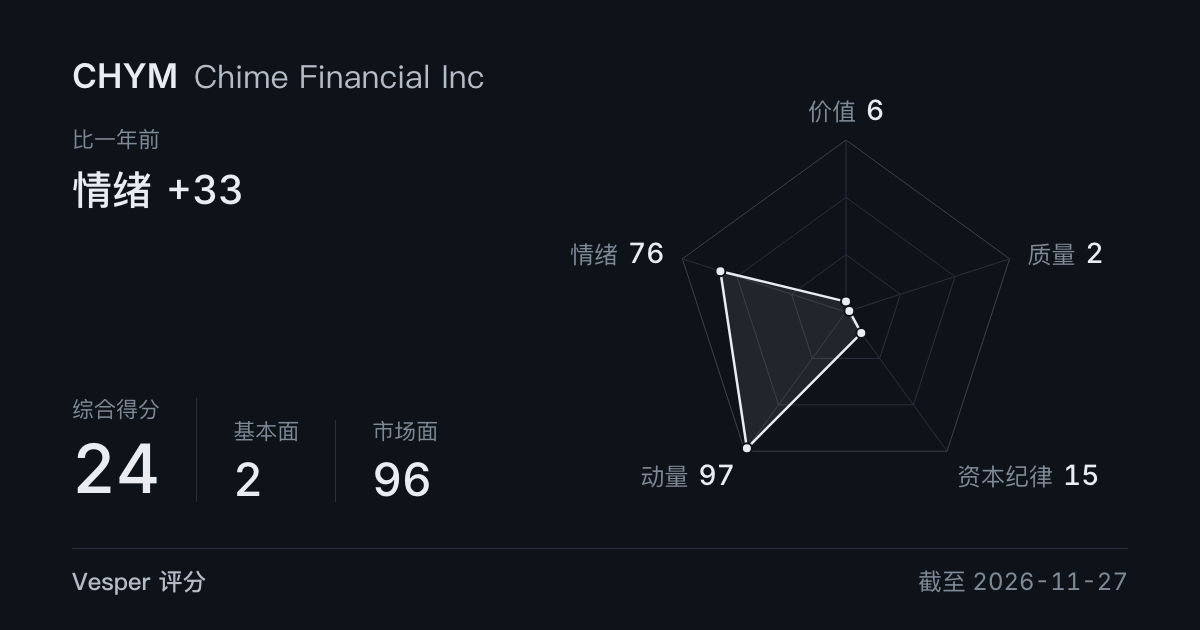 CHYM Chime Financial Inc
比一年前
情绪 +33
价值 6
情绪 76
质量 2
动量 97
资本纪律 15
综合得分
24
基本面
2
市场面
96
Vesper 评分
截至 2026-11-27